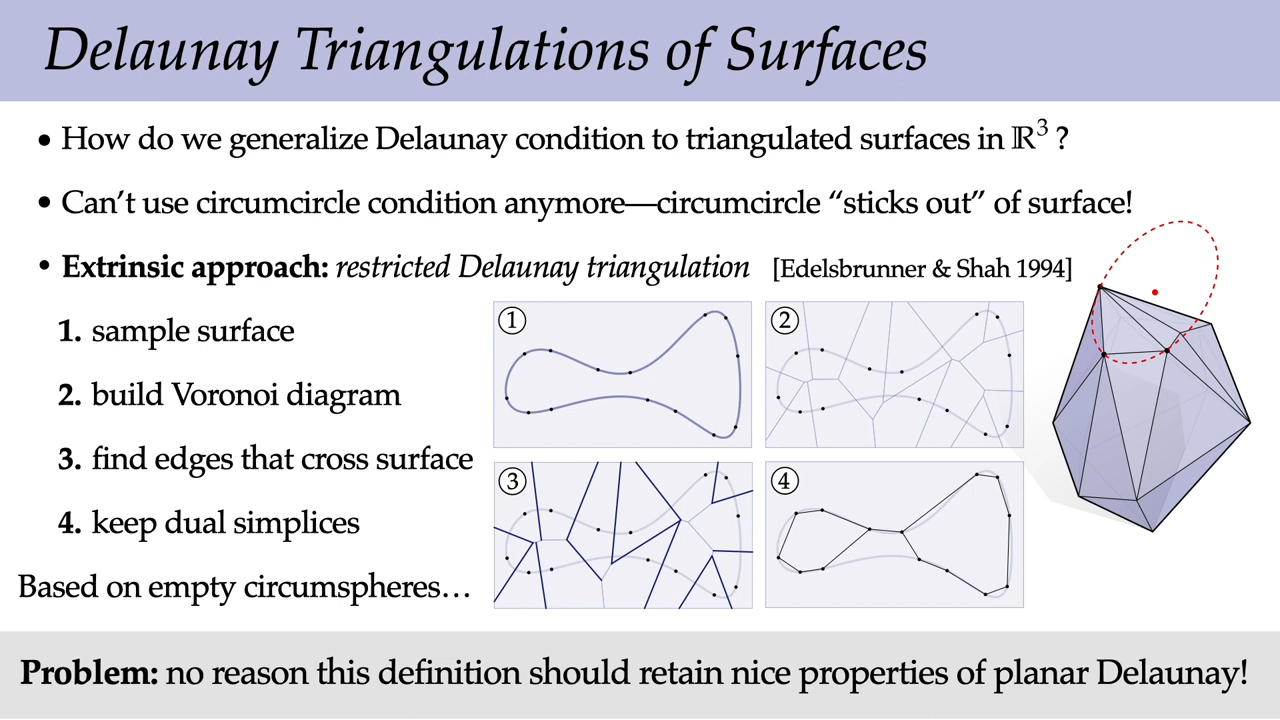 Delaunay Triangulations of Surfaces
• How do we generalize Delaunay condition to triangulated surfaces in ℝ³ ?
• Can't use circumcircle condition anymore—circumcircle “sticks out” of surface!
• Extrinsic approach: restricted Delaunay triangulation [Edelsbrunner & Shah 1994]
1. sample surface
2. build Voronoi diagram
3. find edges that cross surface
4. keep dual simplices
Based on empty circumspheres…
1
2
3
4
Problem: no reason this definition should retain nice properties of planar Delaunay!